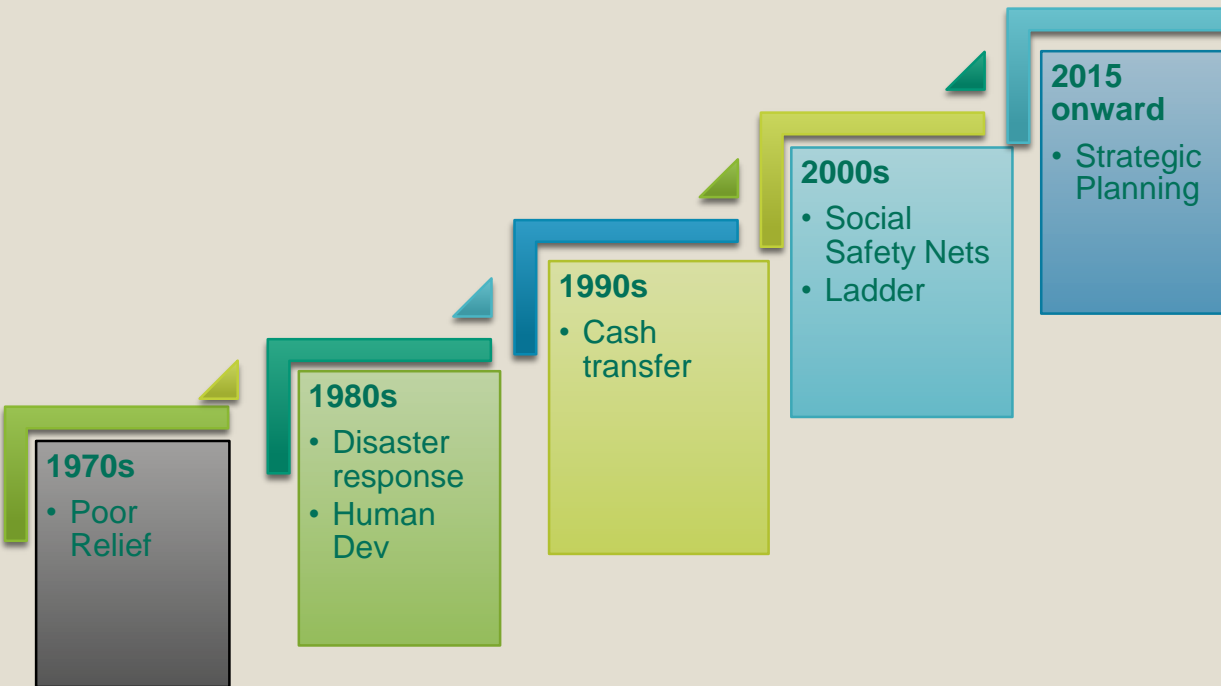 1970s
• Poor
Relief
1980s
• Disaster
response
• Human
Dev
1990s
• Cash
transfer
2000s
• Social
Safety Nets
• Ladder
2015
onward
• Strategic
Planning